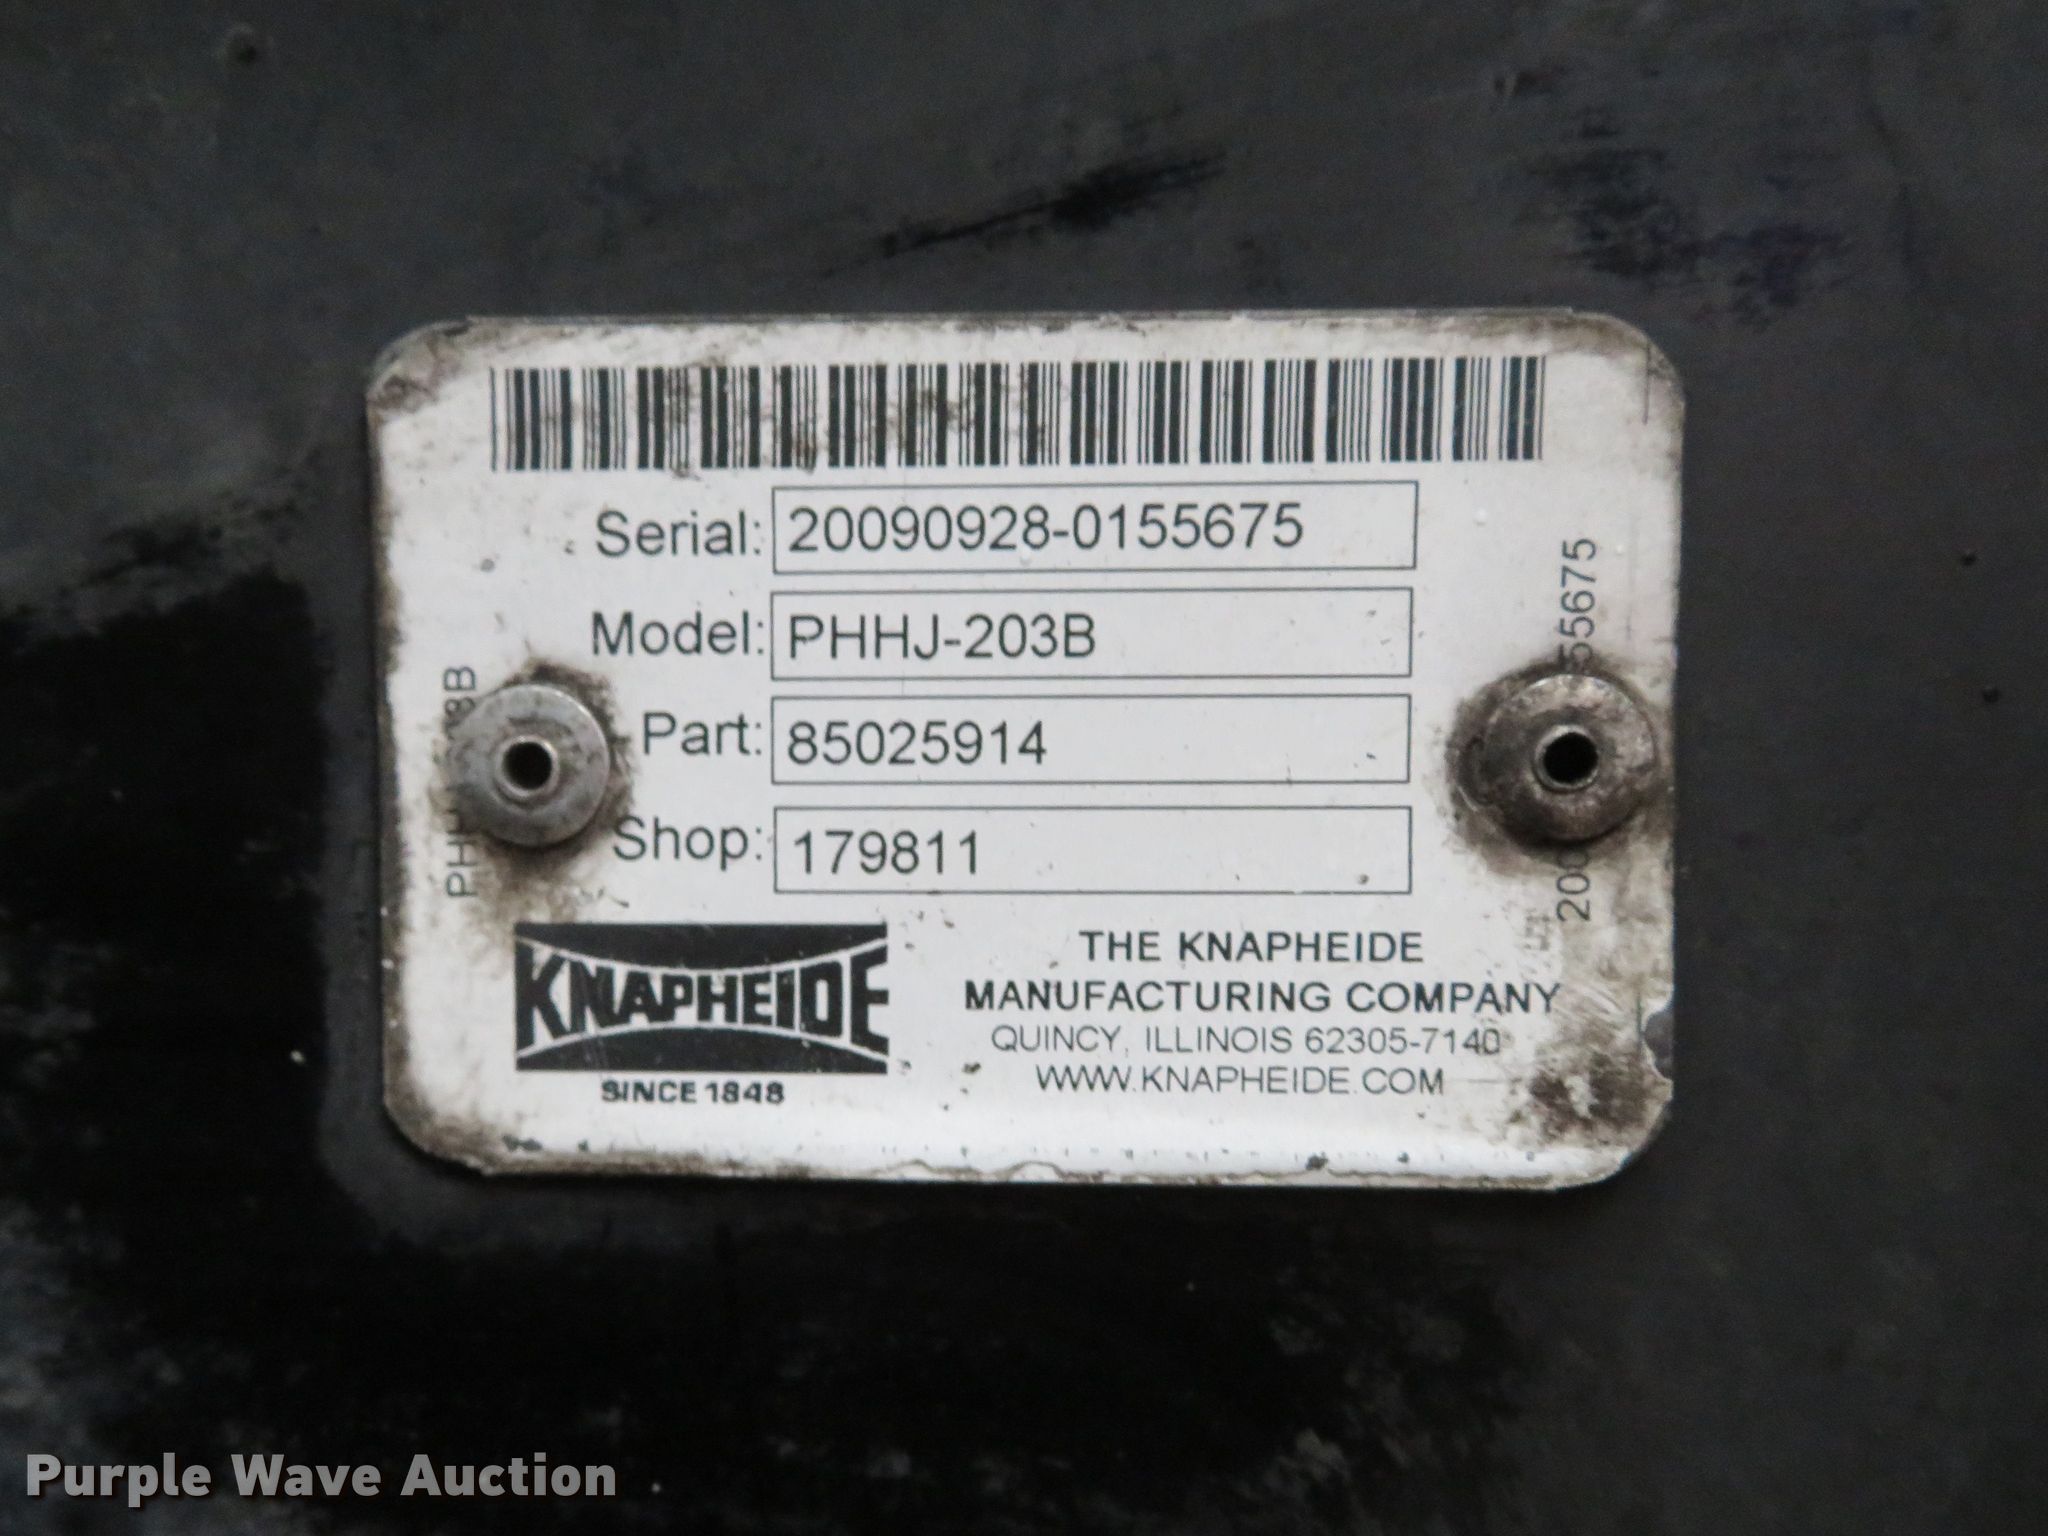 Serial: 20090928-0155675
Model: PHHJ-203B
Part: 85025914
Shop: 179811
KNAPHEIDE
SINCE 1848
THE KNAPHEIDE
MANUFACTURING COMPANY
QUINCY, ILLINOIS 62305-7140
WWW.KNAPHEIDE.COM
Purple Wave Auction